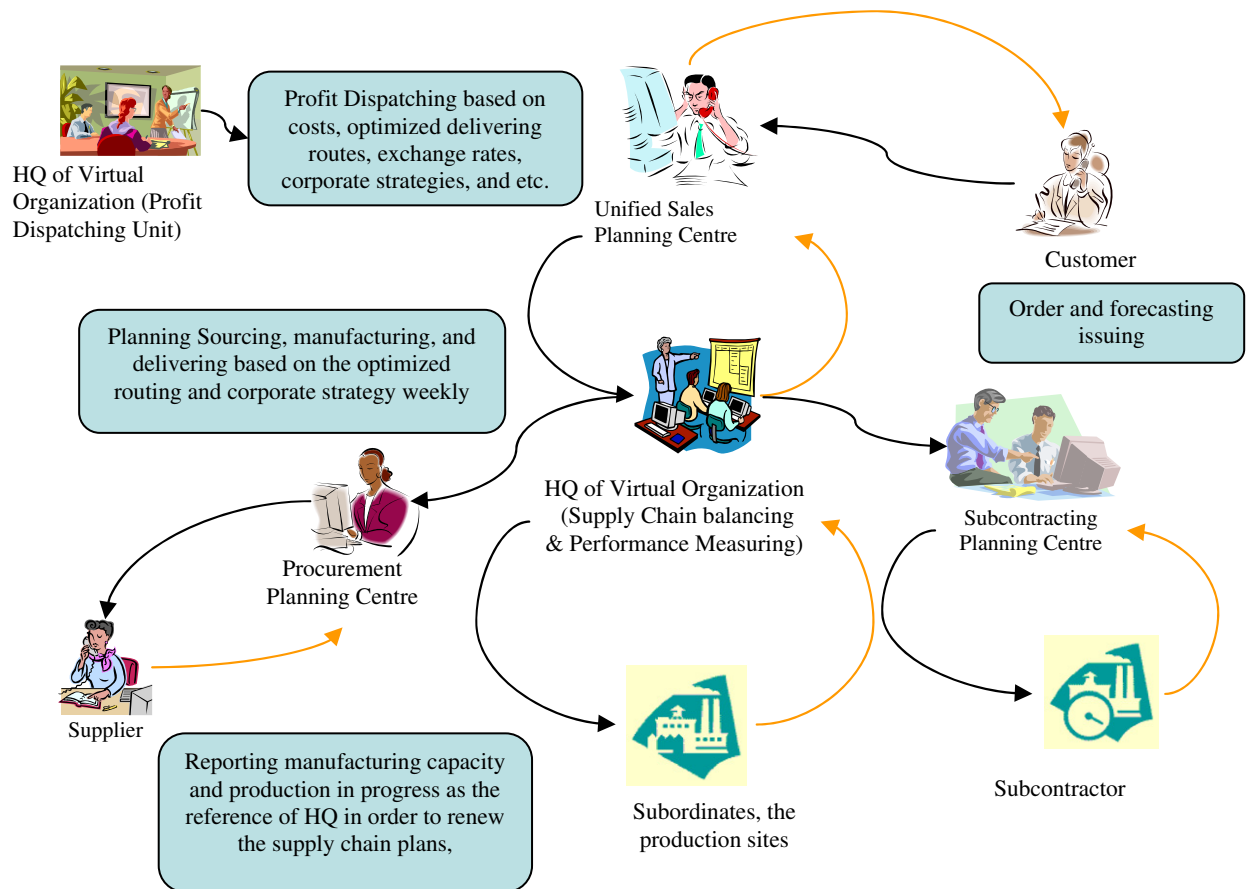 HQ of Virtual
Organization (Profit
Dispatching Unit)
Profit Dispatching based on
costs, optimized delivering
routes, exchange rates,
corporate strategies, and etc.
Unified Sales
Planning Centre
Customer
Order and forecasting
issuing
Planning Sourcing, manufacturing, and
delivering based on the optimized
routing and corporate strategy weekly
HQ of Virtual Organization
(Supply Chain balancing
& Performance Measuring)
Subcontracting
Planning Centre
Procurement
Planning Centre
Supplier
Reporting manufacturing capacity
and production in progress as the
reference of HQ in order to renew
the supply chain plans,
Subordinates, the
production sites
Subcontractor